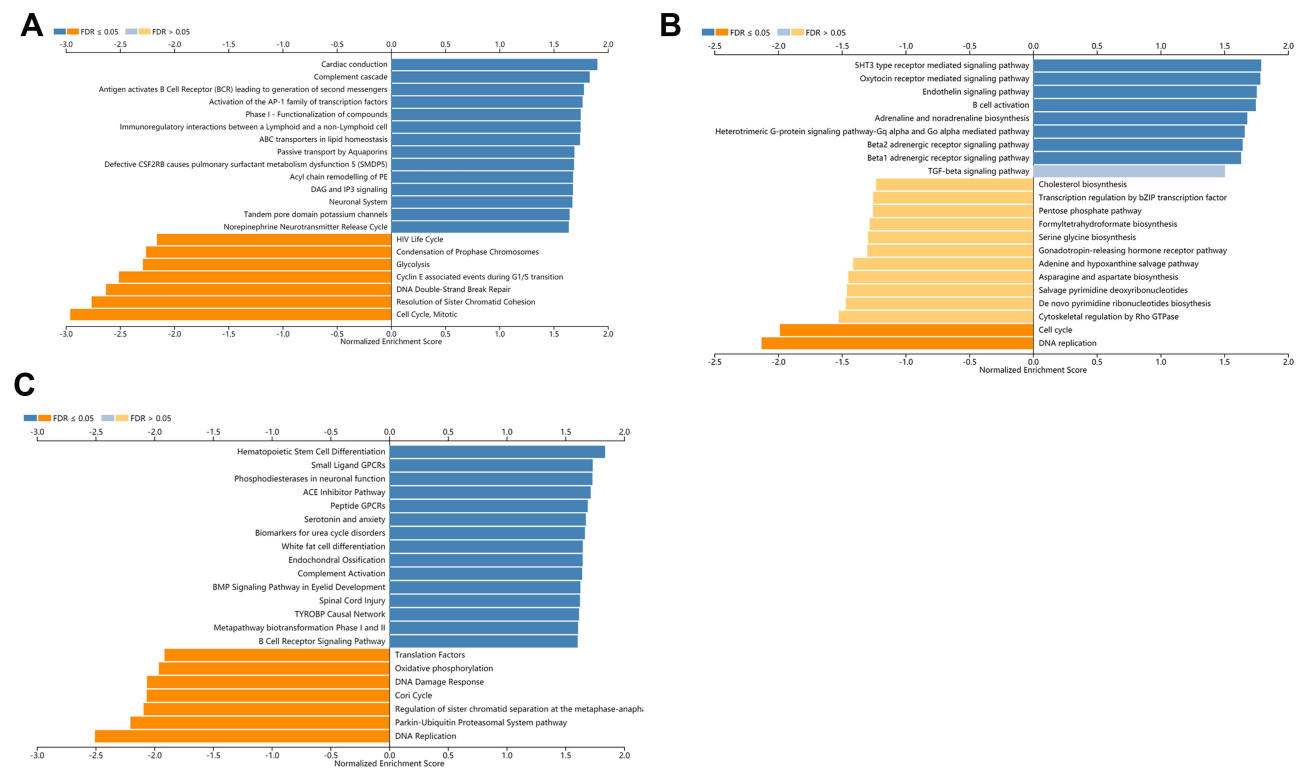 A
FDR ≤ 0.05 FDR > 0.05
-3.0 -2.5 -2.0 -1.5 -1.0 -0.5 0.0 0.5 1.0 1.5 2.0
Cardiac conduction
Complement cascade
Antigen activates B Cell Receptor (BCR) leading to generation of second messengers
Activation of the AP-1 family of transcription factors
Phase I - Functionalization of compounds
Immunoregulatory interactions between a Lymphoid and a non-Lymphoid cell
ABC transporters in lipid homeostasis
Passive transport by Aquaporins
Defective CSF2RB causes pulmonary surfactant metabolism dysfunction 5 (SMDP5)
Acyl chain remodelling of PE
DAG and IP3 signaling
Neuronal System
Tandem pore domain potassium channels
Norepinephrine Neurotransmitter Release Cycle
HIV Life Cycle
Condensation of Prophase Chromosomes
Glycolysis
Cyclin E associated events during G1/S transition
DNA Double-Strand Break Repair
Resolution of Sister Chromatid Cohesion
Cell Cycle, Mitotic
-3.0 -2.5 -2.0 -1.5 -1.0 -0.5 0.0 0.5 1.0 1.5 2.0
Normalized Enrichment Score
B
FDR ≤ 0.05 FDR > 0.05
-2.5 -2.0 -1.5 -1.0 -0.5 0.0 0.5 1.0 1.5 2.0
5HT3 type receptor mediated signaling pathway
Oxytocin receptor mediated signaling pathway
Endothelin signaling pathway
B cell activation
Adrenaline and noradrenaline biosynthesis
Heterotrimeric G-protein signaling pathway-Gq alpha and Go alpha mediated pathway
Beta2 adrenergic receptor signaling pathway
Beta1 adrenergic receptor signaling pathway
TGF-beta signaling pathway
Cholesterol biosynthesis
Transcription regulation by bZIP transcription factor
Pentose phosphate pathway
Formyltetrahydroformate biosynthesis
Serine glycine biosynthesis
Gonadotropin-releasing hormone receptor pathway
Adenine and hypoxanthine salvage pathway
Asparagine and aspartate biosynthesis
Salvage pyrimidine deoxyribonucleotides
De novo pyrimidine ribonucleotides biosythesis
Cytoskeletal regulation by Rho GTPase
Cell cycle
DNA replication
-2.5 -2.0 -1.5 -1.0 -0.5 0.0 0.5 1.0 1.5 2.0
Normalized Enrichment Score
C
FDR ≤ 0.05 FDR > 0.05
-3.0 -2.5 -2.0 -1.5 -1.0 -0.5 0.0 0.5 1.0 1.5 2.0
Hematopoietic Stem Cell Differentiation
Small Ligand GPCRs
Phosphodiesterases in neuronal function
ACE Inhibitor Pathway
Peptide GPCRs
Serotonin and anxiety
Biomarkers for urea cycle disorders
White fat cell differentiation
Endochondral Ossification
Complement Activation
BMP Signaling Pathway in Eyelid Development
Spinal Cord Injury
TYROBP Causal Network
Metapathway biotransformation Phase I and II
B Cell Receptor Signaling Pathway
Translation Factors
Oxidative phosphorylation
DNA Damage Response
Cori Cycle
Regulation of sister chromatid separation at the metaphase-anaph
Parkin-Ubiquitin Proteasomal System pathway
DNA Replication
-3.0 -2.5 -2.0 -1.5 -1.0 -0.5 0.0 0.5 1.0 1.5 2.0
Normalized Enrichment Score